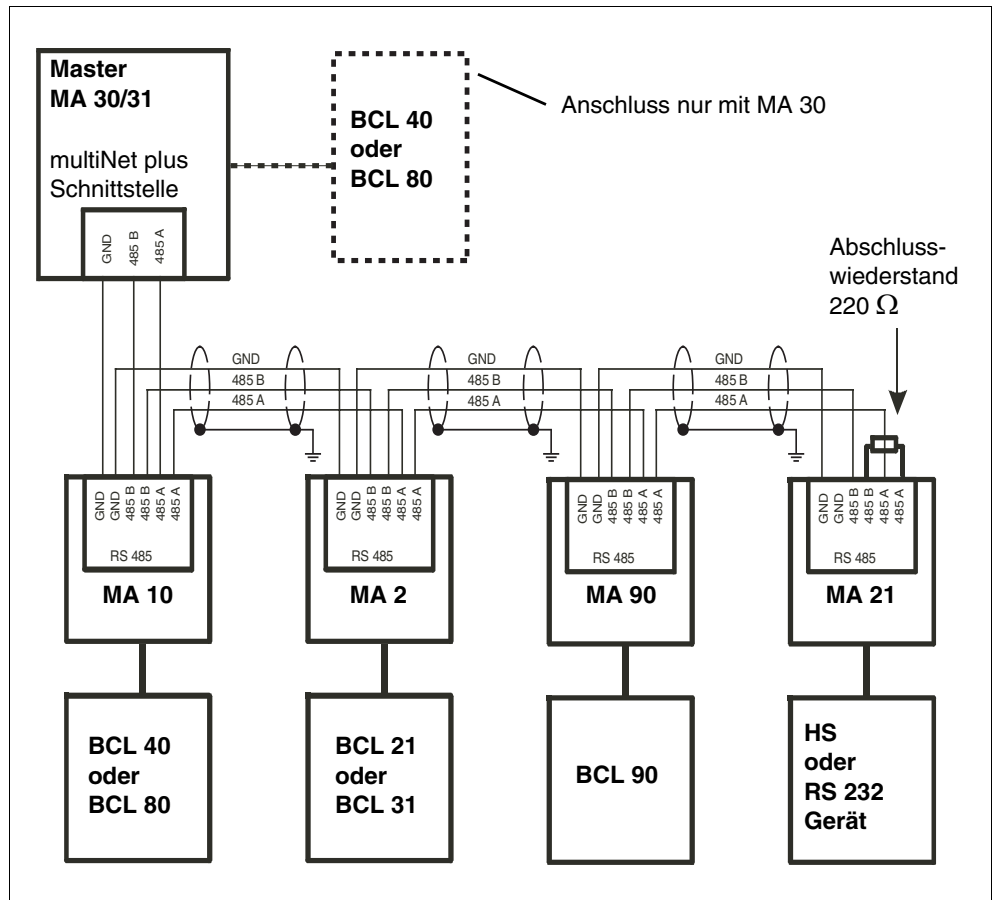 Master
MA 30/31
multiNet plus
Schnittstelle
GND
485 B
485 A
BCL 40
oder
BCL 80
Anschluss nur mit MA 30
Abschluss-
wiederstand
220 Ω
GND
485 B
485 A
GND
485 B
485 A
GND
485 B
485 A
GND
GND
485 B
485 B
485 A
485 A
RS 485
MA 10
GND
GND
485 B
485 B
485 A
485 A
RS 485
MA 2
GND
GND
485 B
485 B
485 A
485 A
RS 485
MA 90
GND
GND
485 B
485 B
485 A
485 A
RS 485
MA 21
BCL 40
oder
BCL 80
BCL 21
oder
BCL 31
BCL 90
HS
oder
RS 232
Gerät